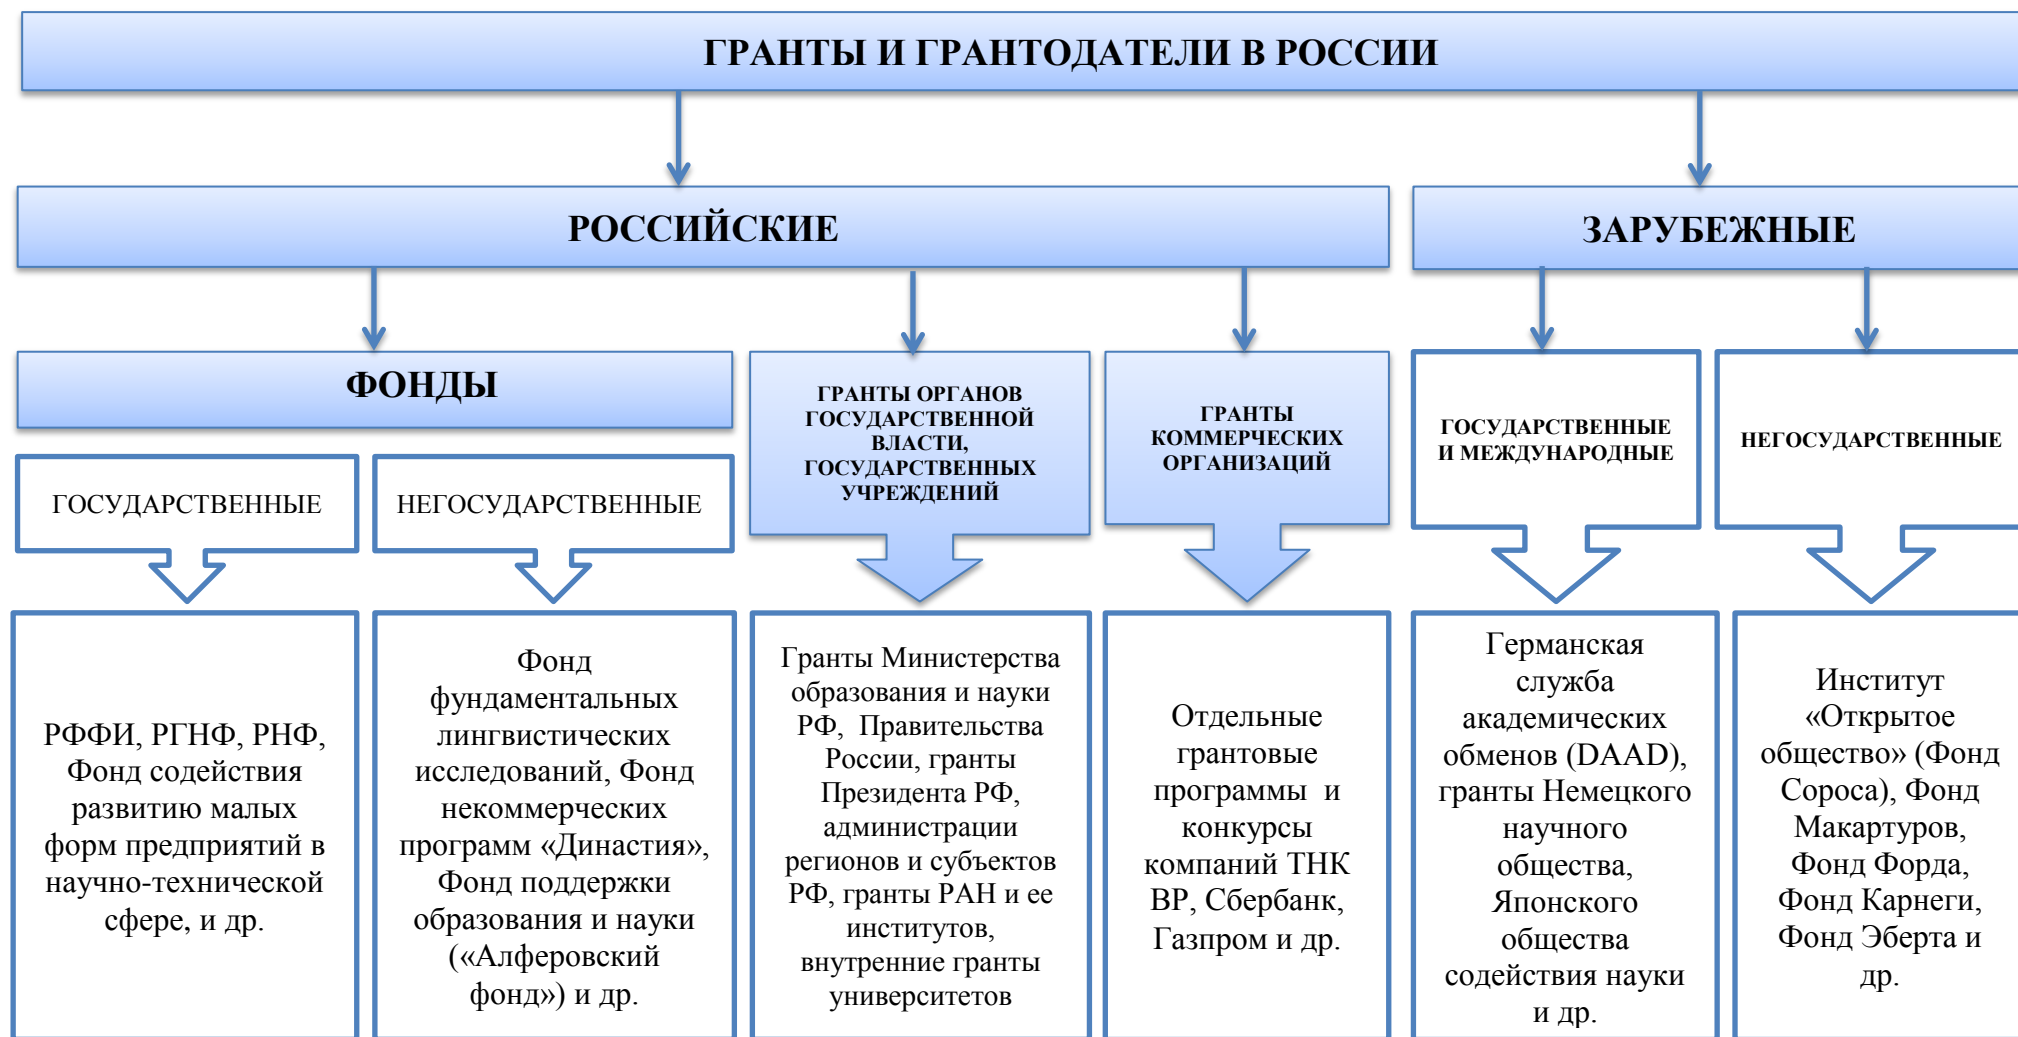 ГРАНТЫ И ГРАНТОДАТЕЛИ В РОССИИ
РОССИЙСКИЕ
ЗАРУБЕЖНЫЕ
ФОНДЫ
ГОСУДАРСТВЕННЫЕ
НЕГОСУДАРСТВЕННЫЕ
ГРАНТЫ ОРГАНОВ
ГОСУДАРСТВЕННОЙ
ВЛАСТИ,
ГОСУДАРСТВЕННЫХ
УЧРЕЖДЕНИЙ
ГРАНТЫ
КОММЕРЧЕСКИХ
ОРГАНИЗАЦИЙ
ГОСУДАРСТВЕННЫЕ
И МЕЖДУНАРОДНЫЕ
НЕГОСУДАРСТВЕННЫЕ
РФФИ, РГНФ, РНФ,
Фонд содействия
развитию малых
форм предприятий в
научно-технической
сфере, и др.
Фонд
фундаментальных
лингвистических
исследований, Фонд
некоммерческих
программ «Династия»,
Фонд поддержки
образования и науки
(«Алферовский
фонд») и др.
Гранты Министерства
образования и науки
РФ, Правительства
России, гранты
Президента РФ,
администрации
регионов и субъектов
РФ, гранты РАН и ее
институтов,
внутренние гранты
университетов
Отдельные
грантовые
программы и
конкурсы
компаний ТНК
BP, Сбербанк,
Газпром и др.
Германская
служба
академических
обменов (DAAD),
гранты Немецкого
научного
общества,
Японского
общества
содействия науки
и др.
Институт
«Открытое
общество» (Фонд
Сороса), Фонд
Макартуров,
Фонд Форда,
Фонд Карнеги,
Фонд Эберта и
др.